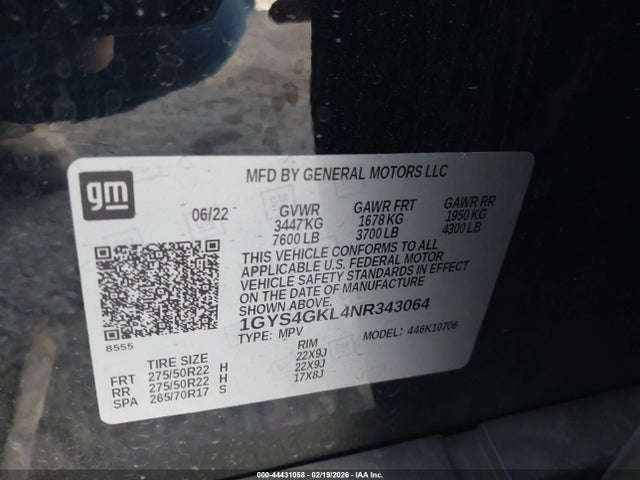 gm
MFD BY GENERAL MOTORS LLC
06/22 GVWR GAWR FRT GAWR RR
3447 KG 1678 KG 1950 KG
7600 LB 3700 LB 4300 LB
THIS VEHICLE CONFORMS TO ALL
APPLICABLE U.S. FEDERAL MOTOR
VEHICLE SAFETY STANDARDS IN EFFECT
ON THE DATE OF MANUFACTURE
SHOWN ABOVE.
1GYS4GKL4NR343064
8555
TYPE: MPV MODEL: 446K10706
TIRE SIZE RIM
FRT 275/50R22 H 22X9J
RR 275/50R22 H 22X9J
SPA 265/70R17 S 17X8J
000-44431058 - 02/19/2026 - IAA Inc.